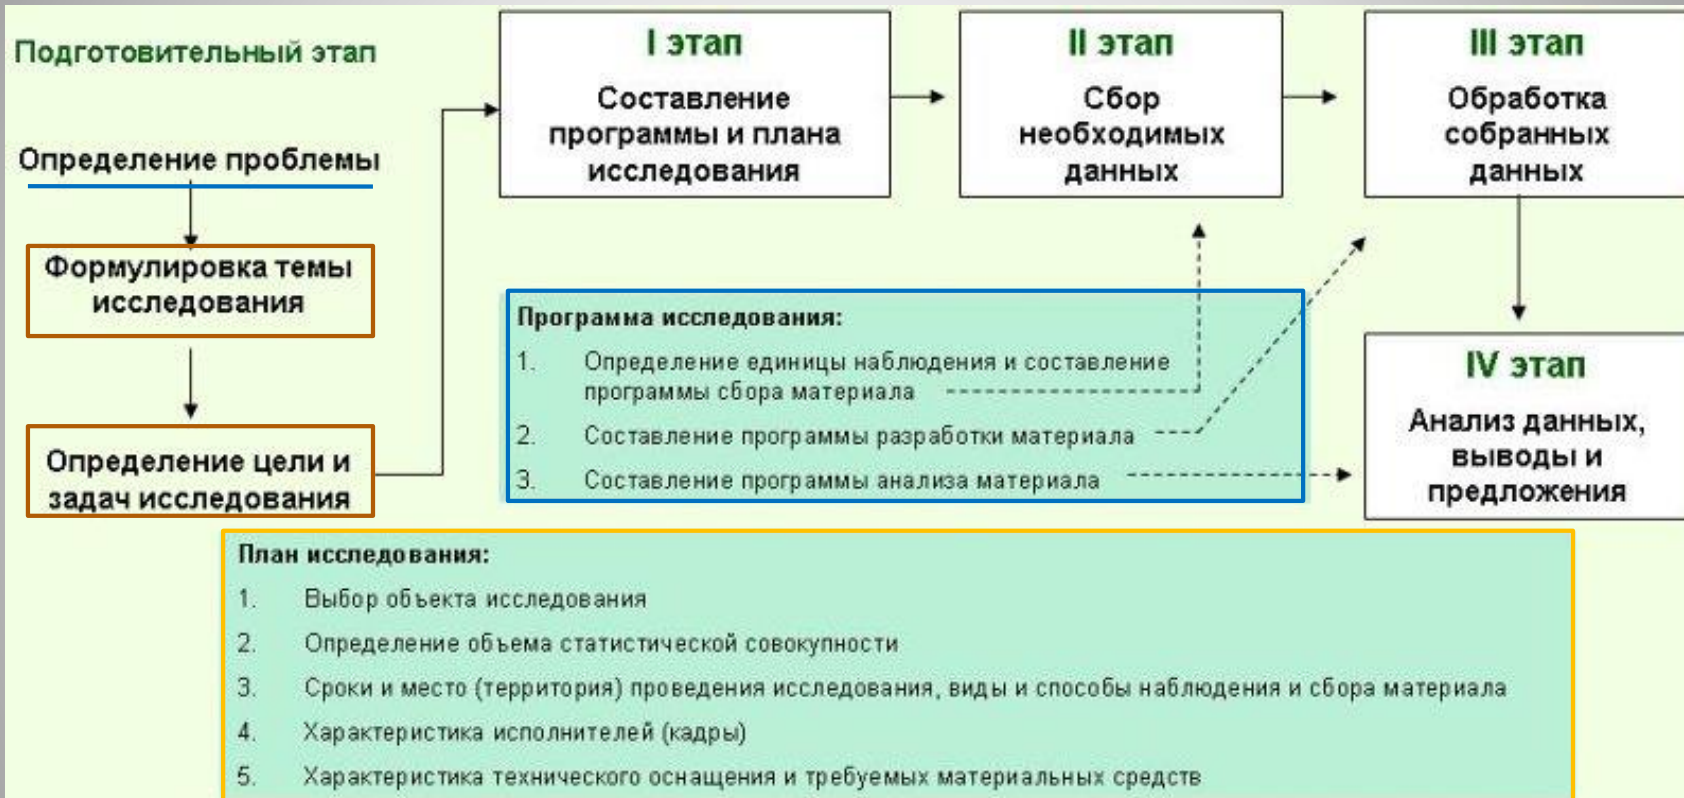 Подготовительный этап
Определение проблемы
Формулировка темы
исследования
Определение цели и
задач исследования
I этап
Составление
программы и плана
исследования
II этап
Сбор
необходимых
данных
III этап
Обработка
собранных
данных
IV этап
Анализ данных,
выводы и
предложения
Программа исследования:
1. Определение единицы наблюдения и составление
программы сбора материала
2. Составление программы разработки материала
3. Составление программы анализа материала
План исследования:
1. Выбор объекта исследования
2. Определение объема статистической совокупности
3. Сроки и место (территория) проведения исследования, виды и способы наблюдения и сбора материала
4. Характеристика исполнителей (кадры)
5. Характеристика технического оснащения и требуемых материальных средств